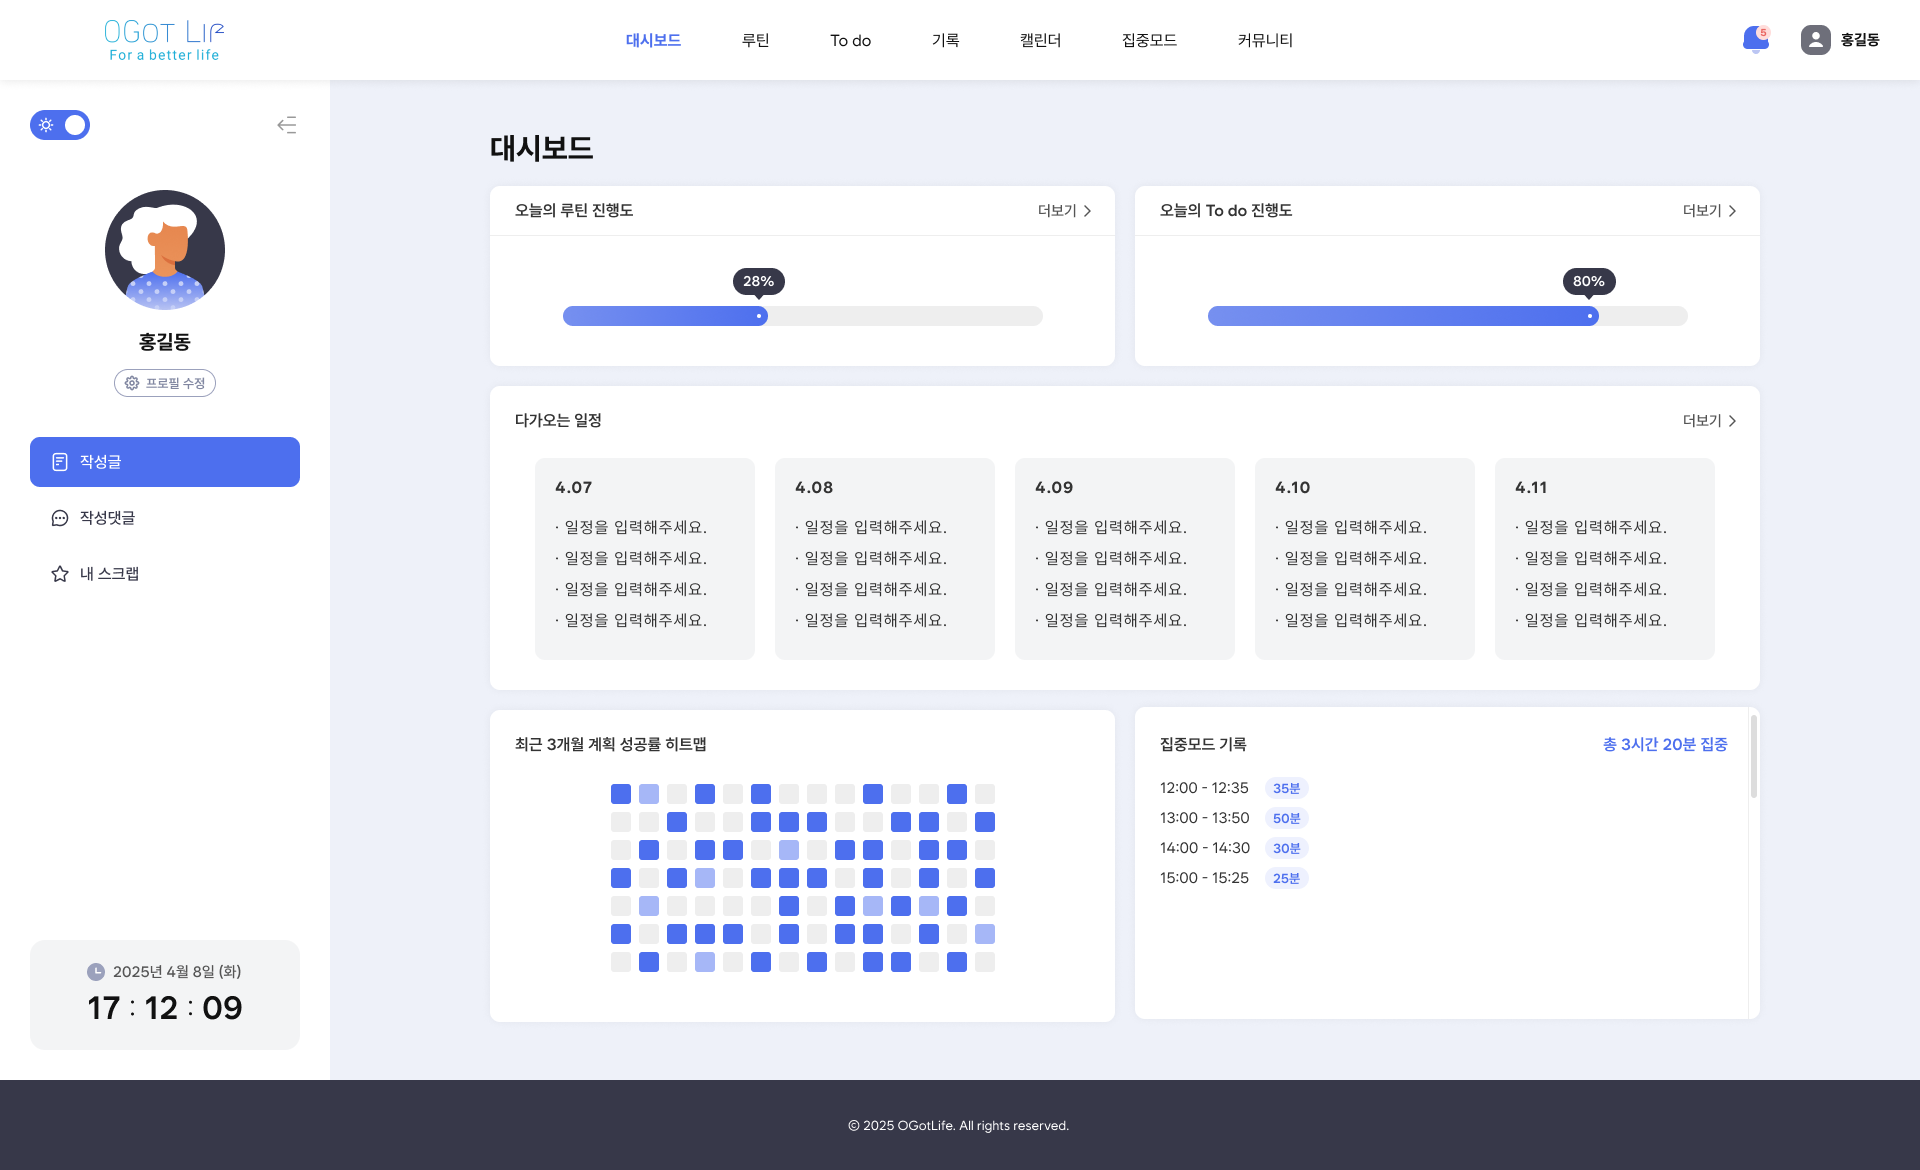 OGOT LIFE
For a better life
대시보드
루틴
To do
기록
캘린더
집중모드
커뮤니티
5
홍길동
홍길동
프로필 수정
작성글
작성댓글
내 스크랩
2025년 4월 8일 (화)
17 : 12 : 09
대시보드
오늘의 루틴 진행도
더보기
28%
오늘의 To do 진행도
더보기
80%
다가오는 일정
더보기
4.07
· 일정을 입력해주세요.
· 일정을 입력해주세요.
· 일정을 입력해주세요.
· 일정을 입력해주세요.
4.08
· 일정을 입력해주세요.
· 일정을 입력해주세요.
· 일정을 입력해주세요.
· 일정을 입력해주세요.
4.09
· 일정을 입력해주세요.
· 일정을 입력해주세요.
· 일정을 입력해주세요.
· 일정을 입력해주세요.
4.10
· 일정을 입력해주세요.
· 일정을 입력해주세요.
· 일정을 입력해주세요.
· 일정을 입력해주세요.
4.11
· 일정을 입력해주세요.
· 일정을 입력해주세요.
· 일정을 입력해주세요.
· 일정을 입력해주세요.
최근 3개월 계획 성공률 히트맵
집중모드 기록
총 3시간 20분 집중
12:00 - 12:35 35분
13:00 - 13:50 50분
14:00 - 14:30 30분
15:00 - 15:25 25분
© 2025 OGotLife. All rights reserved.